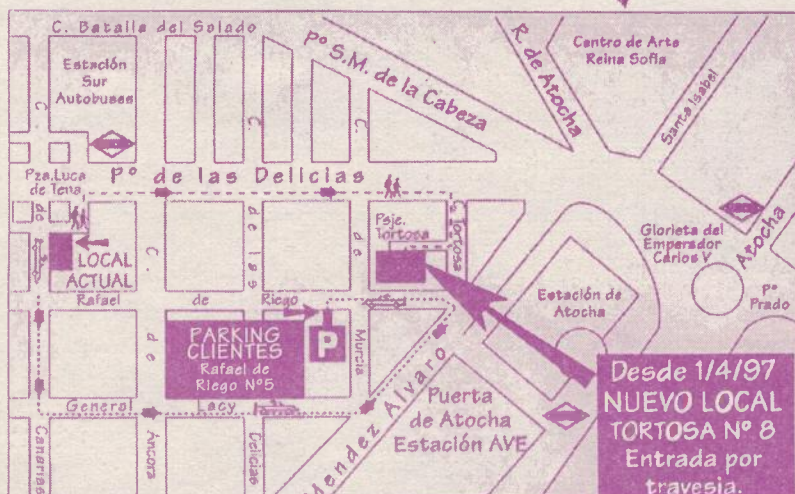 C. Batalla del Salado
Estación
Sur
Autobuses
Pº S.M. de la Cabeza
R. de Atocha
Centro de Arte
Reina Sofía
Santa Isabel
C.
C.
C.
Pza. Luca
de Tena
Pº de las Delicias
de
LOCAL
ACTUAL
C.
de
de las
de
Psje.
Tortosa
C. Tortosa
Glorieta del
Emperador
Carlos V
Atocha
Pº
Prado
Estación de
Atocha
Rafael de Riego
PARKING
CLIENTES
Rafael de
Riego Nº5
P
Murcia
General Lacy
Mendez Alvaro
Puerta
de Atocha
Estación AVE
Canarias
Ancora
Delicias
Desde 1/4/97
NUEVO LOCAL
TORTOSA Nº 8
Entrada por
travesia.